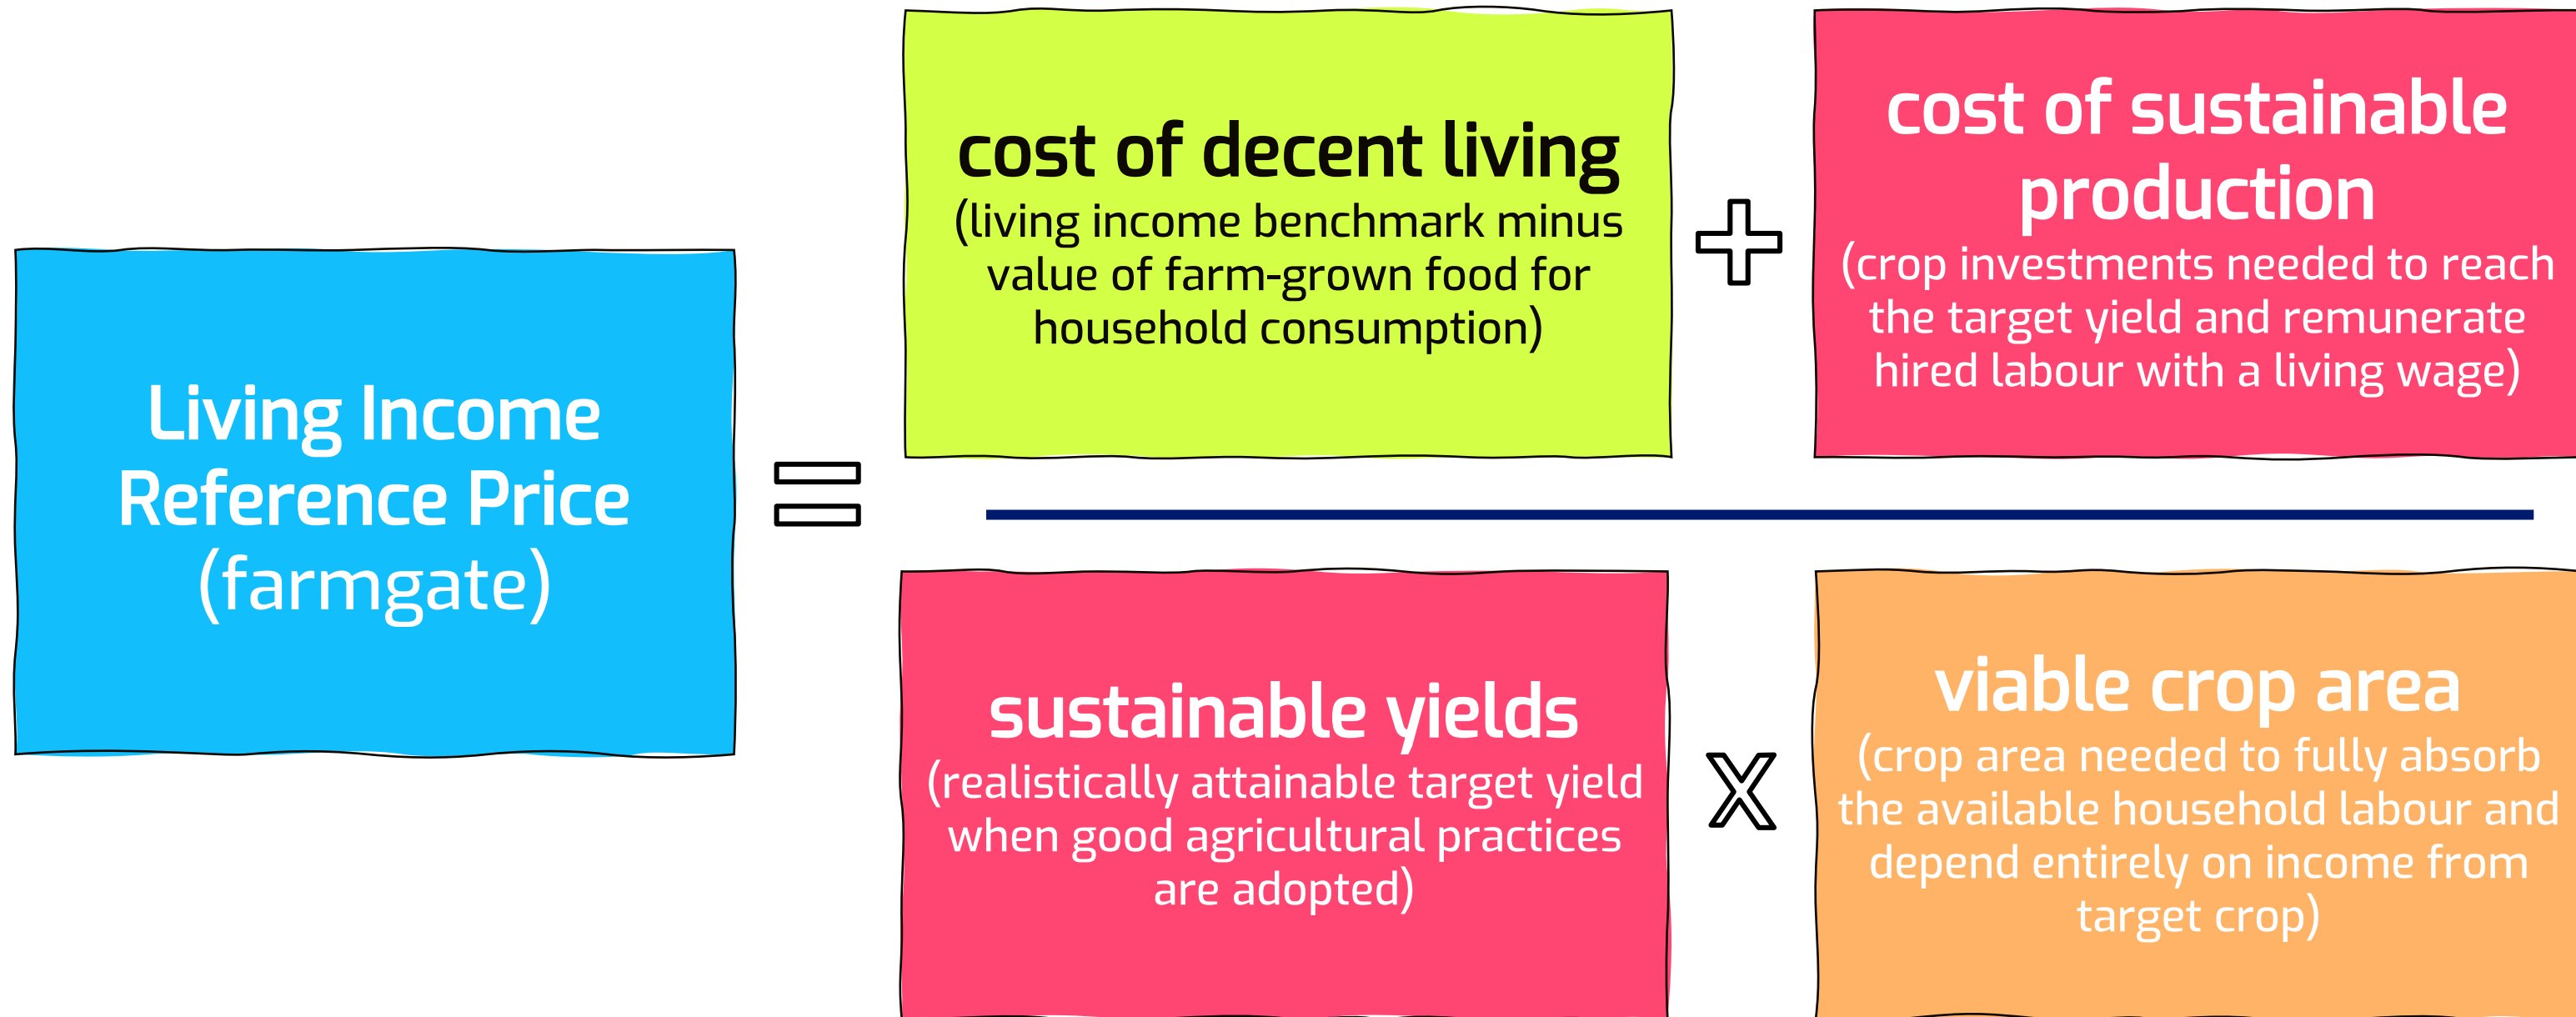 Living Income
Reference Price
(farmgate)
=
cost of decent living
(living income benchmark minus
value of farm-grown food for
household consumption)
+
cost of sustainable
production
(crop investments needed to reach
the target yield and remunerate
hired labour with a living wage)
sustainable yields
(realistically attainable target yield
when good agricultural practices
are adopted)
x
viable crop area
(crop area needed to fully absorb
the available household labour and
depend entirely on income from
target crop)